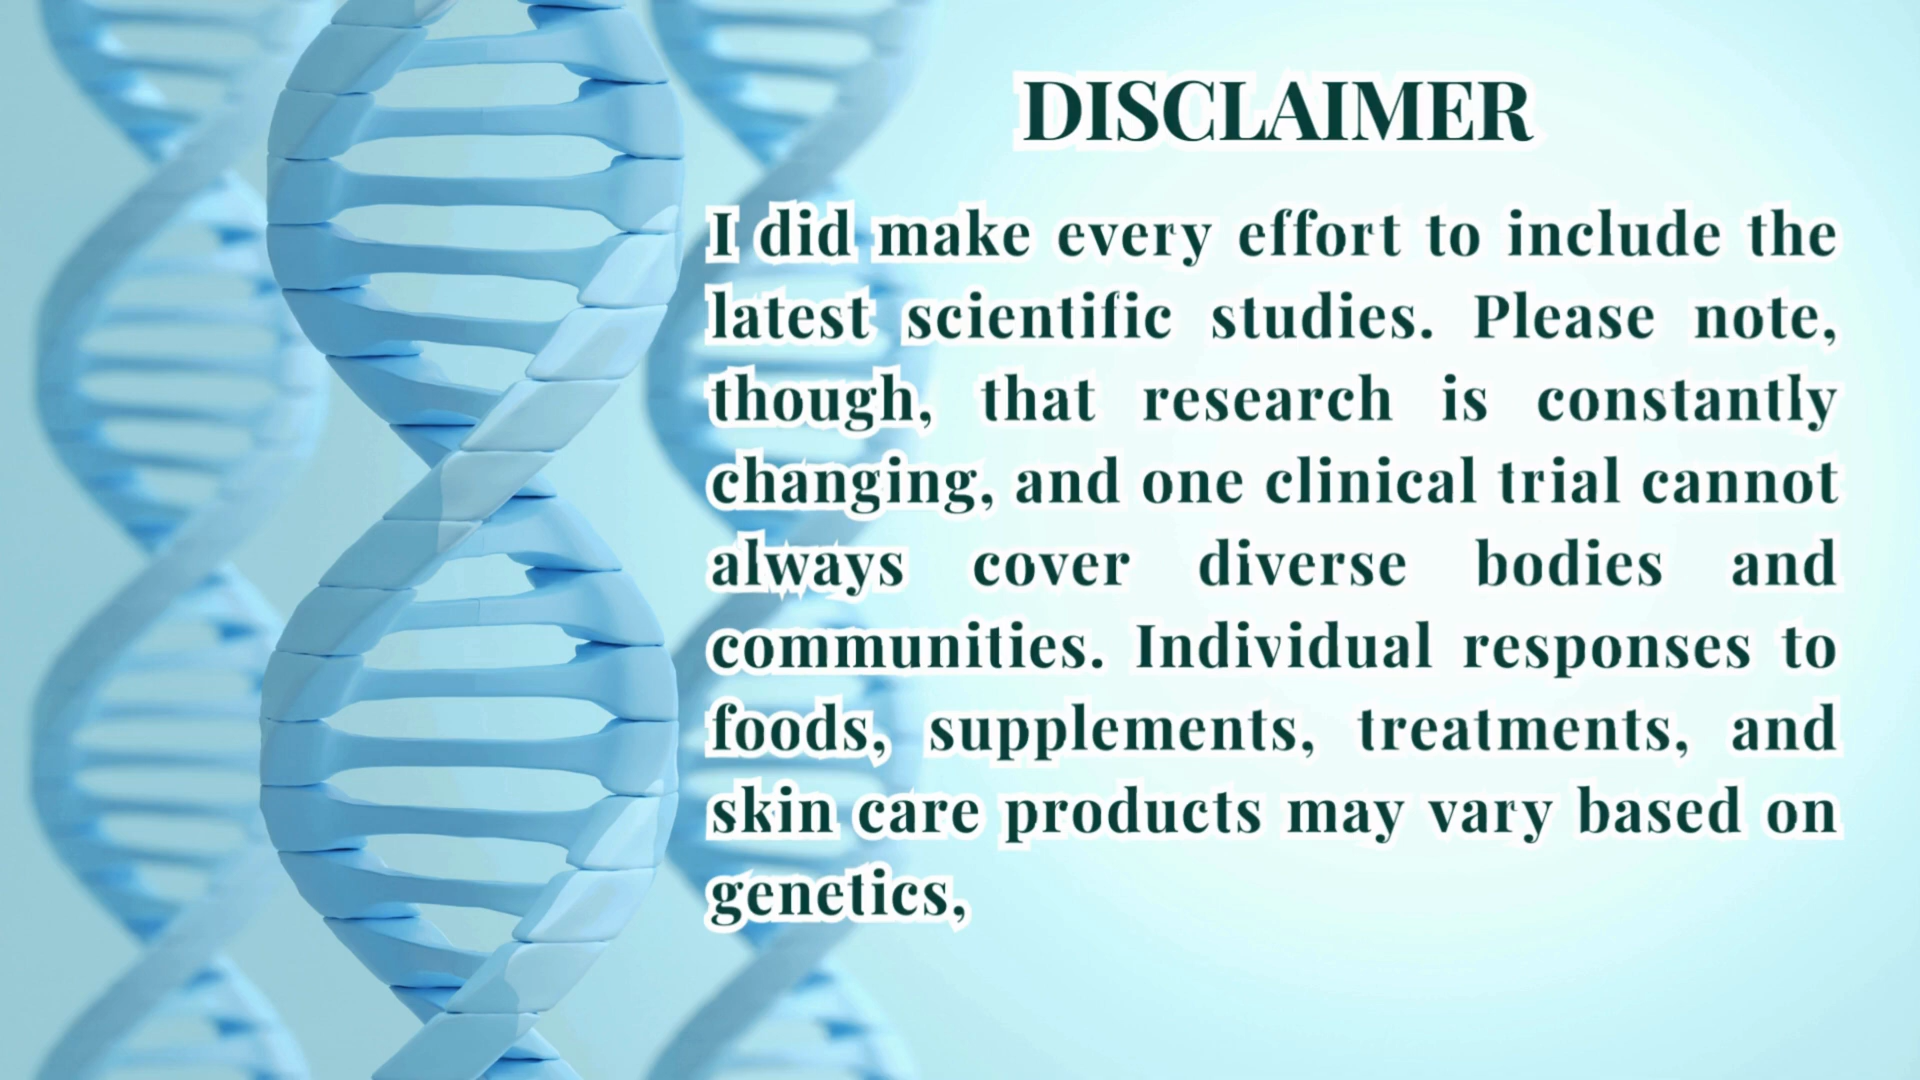 DISCLAIMER
I did make every effort to include the
latest scientific studies. Please note,
though, that research is constantly
changing, and one clinical trial cannot
always cover diverse bodies and
communities. Individual responses to
foods, supplements, treatments, and
skin care products may vary based on
genetics,